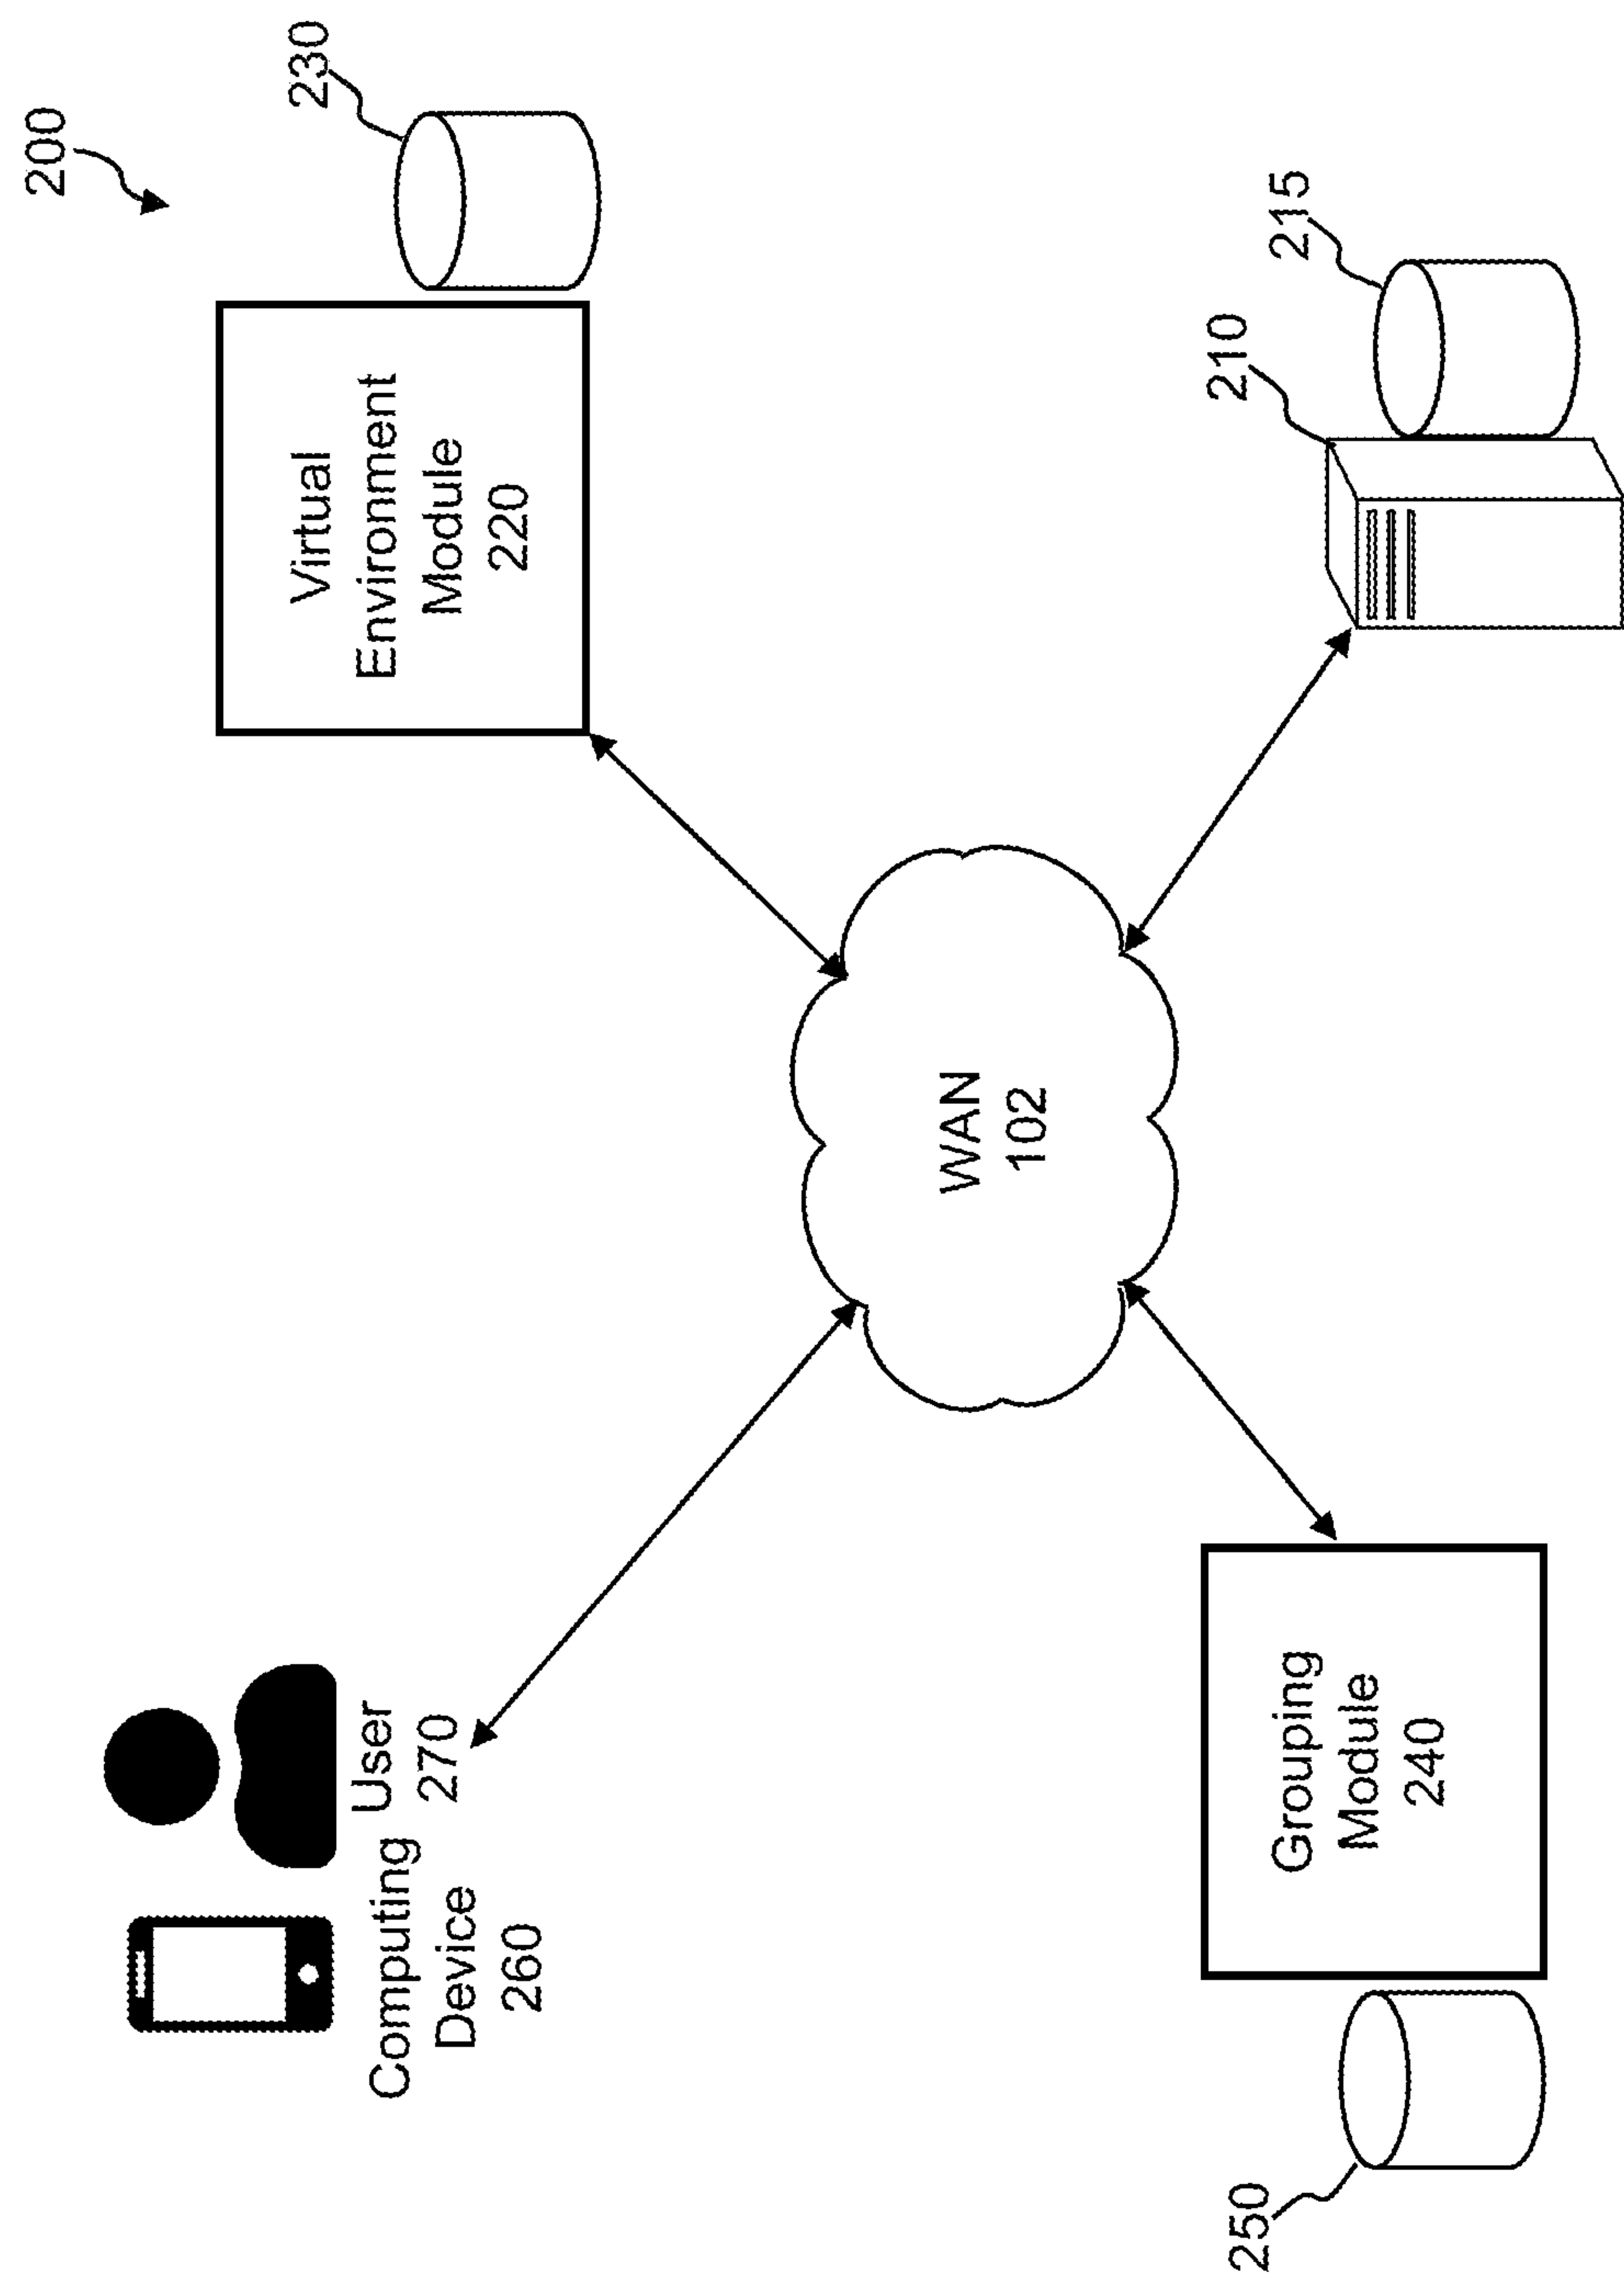 200
230
Virtual
Environment
Module
220
User
270
Computing
Device
260
WAN
102
210
215
Grouping
Module
240
250